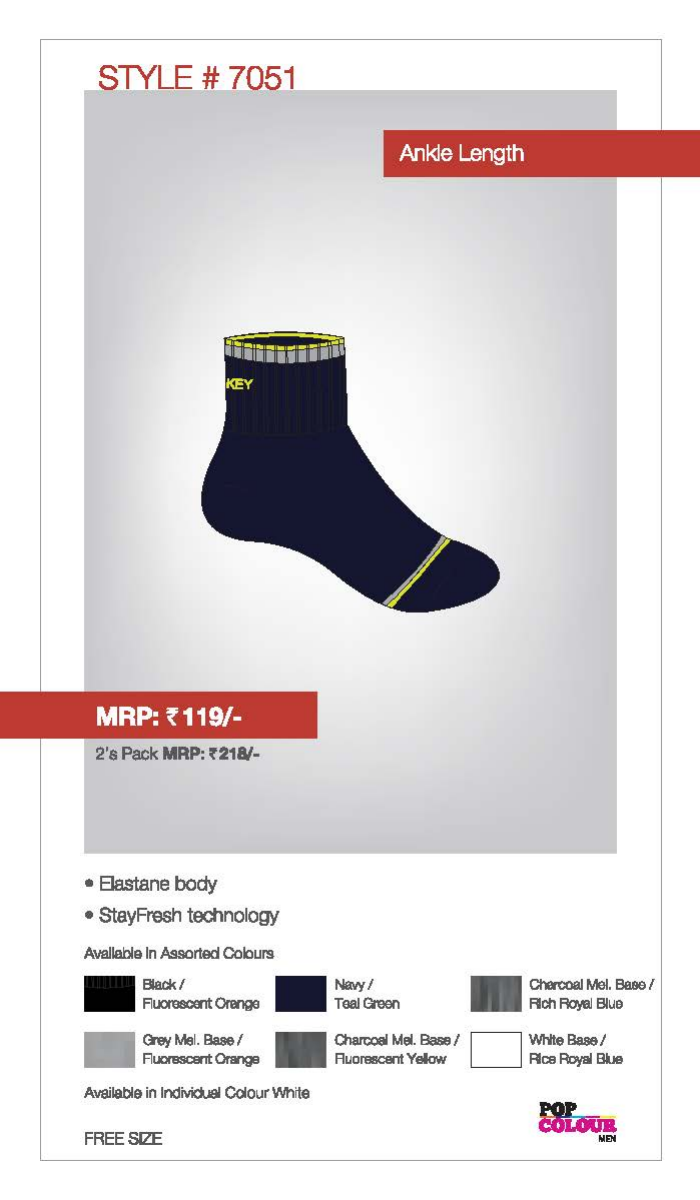 STYLE # 7051
Ankle Length
KEY
MRP: ₹119/-
2's Pack MRP: ₹218/-
• Elastane body
• StayFresh technology
Available in Assorted Colours
Black /
Fluorescent Orange
Navy /
Teal Green
Charcoal Mel. Base /
Rich Royal Blue
Grey Mel. Base /
Fluorescent Orange
Charcoal Mel. Base /
Fluorescent Yellow
White Base /
Rice Royal Blue
Available in Individual Colour White
FREE SIZE
POP
COLOUR
MEN